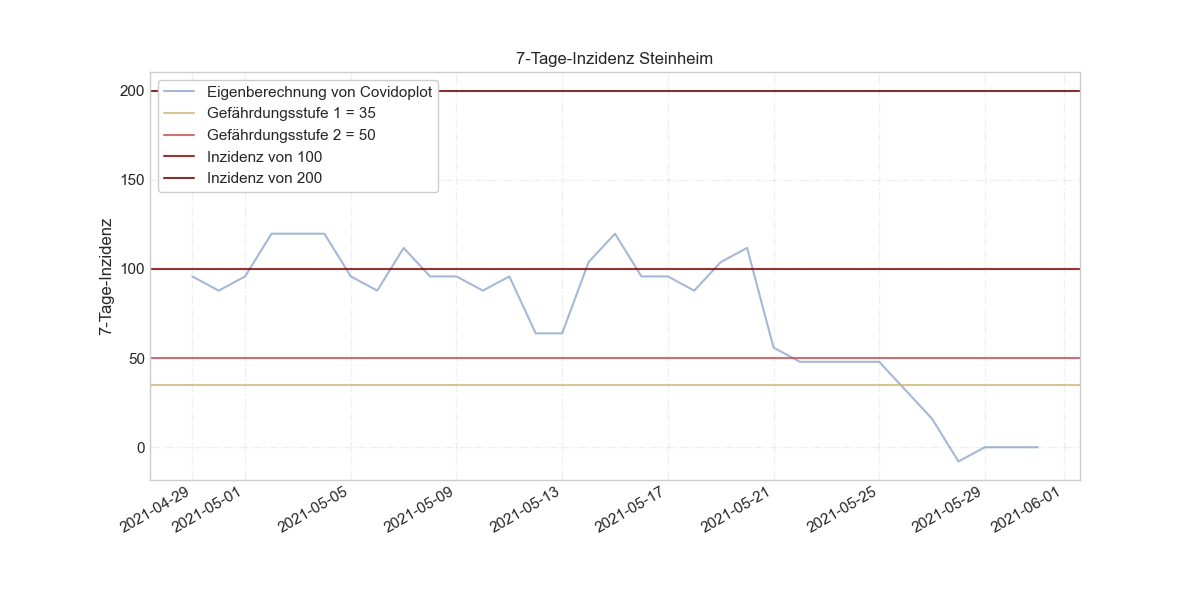 7-Tage-Inzidenz Steinheim
Eigenberechnung von Covidoplot
Gefährdungsstufe 1 = 35
Gefährdungsstufe 2 = 50
Inzidenz von 100
Inzidenz von 200
7-Tage-Inzidenz
200
150
100
50
0
2021-04-29
2021-05-01
2021-05-05
2021-05-09
2021-05-13
2021-05-17
2021-05-21
2021-05-25
2021-05-29
2021-06-01